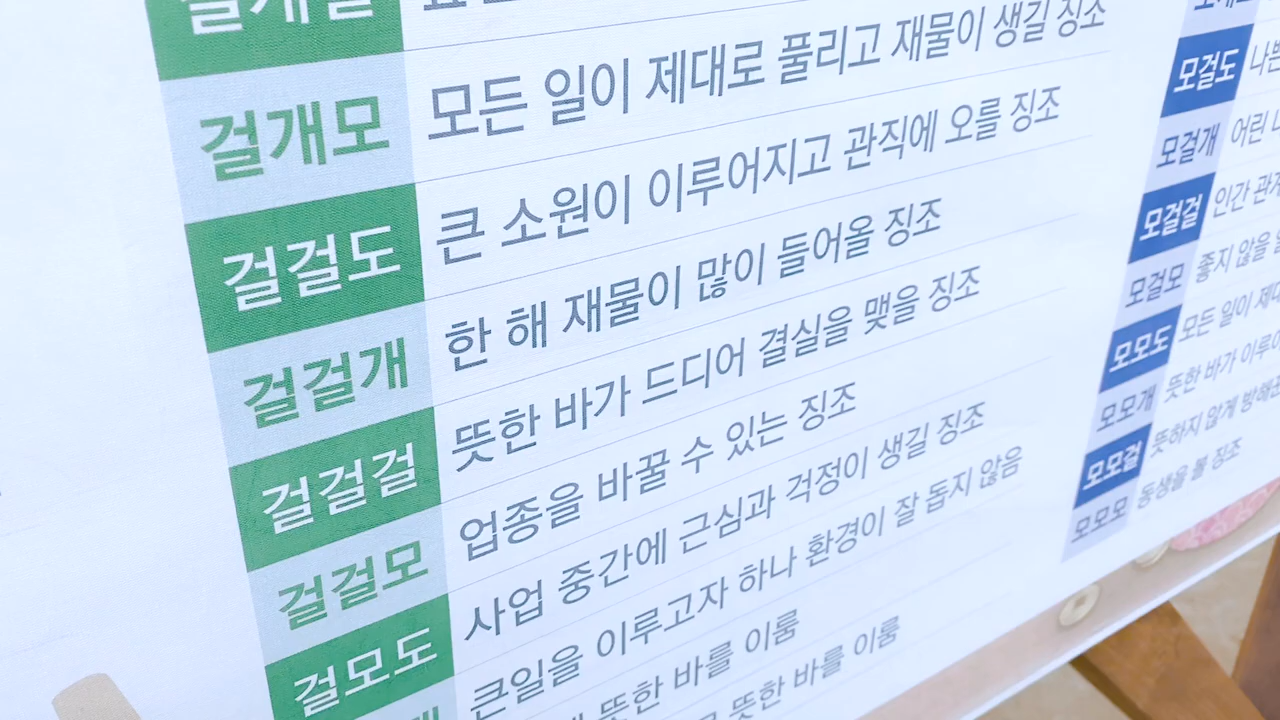 걸개걸
걸개모 모든 일이 제대로 풀리고 재물이 생길 징조
걸걸도 큰 소원이 이루어지고 관직에 오를 징조
걸걸개 한 해 재물이 많이 들어올 징조
걸걸걸 뜻한 바가 드디어 결실을 맺을 징조
걸걸모 업종을 바꿀 수 있는 징조
걸모도 사업 중간에 근심과 걱정이 생길 징조
큰일을 이루고자 하나 환경이 잘 돕지 않음
뜻한 바를 이룸
뜻한 바를 이룸
모걸도 나쁜
모걸개 어린
모걸걸 인간
모걸모 좋지 않을
모모도 모든 일이
모모개 뜻한 바가
모모걸 뜻하지 않게
모모모 동생을 볼 징조